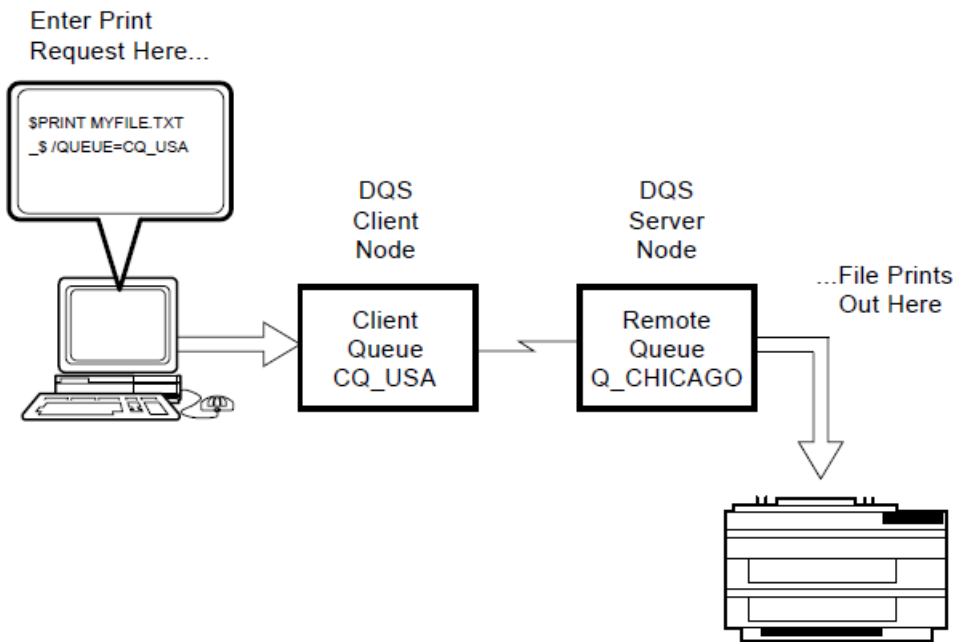 Enter Print
Request Here...
$PRINT MYFILE.TXT
_$ /QUEUE=CQ_USA
DQS
Client
Node
DQS
Server
Node
...File Prints
Out Here
Client
Queue
CQ_USA
Remote
Queue
Q_CHICAGO